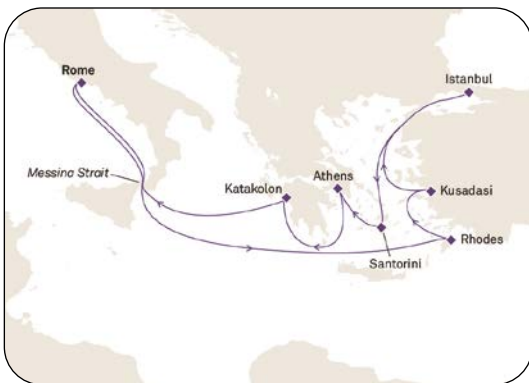 Rome
Istanbul
Messina Strait
Katakolon
Athens
Kusadasi
Rhodes
Santorini